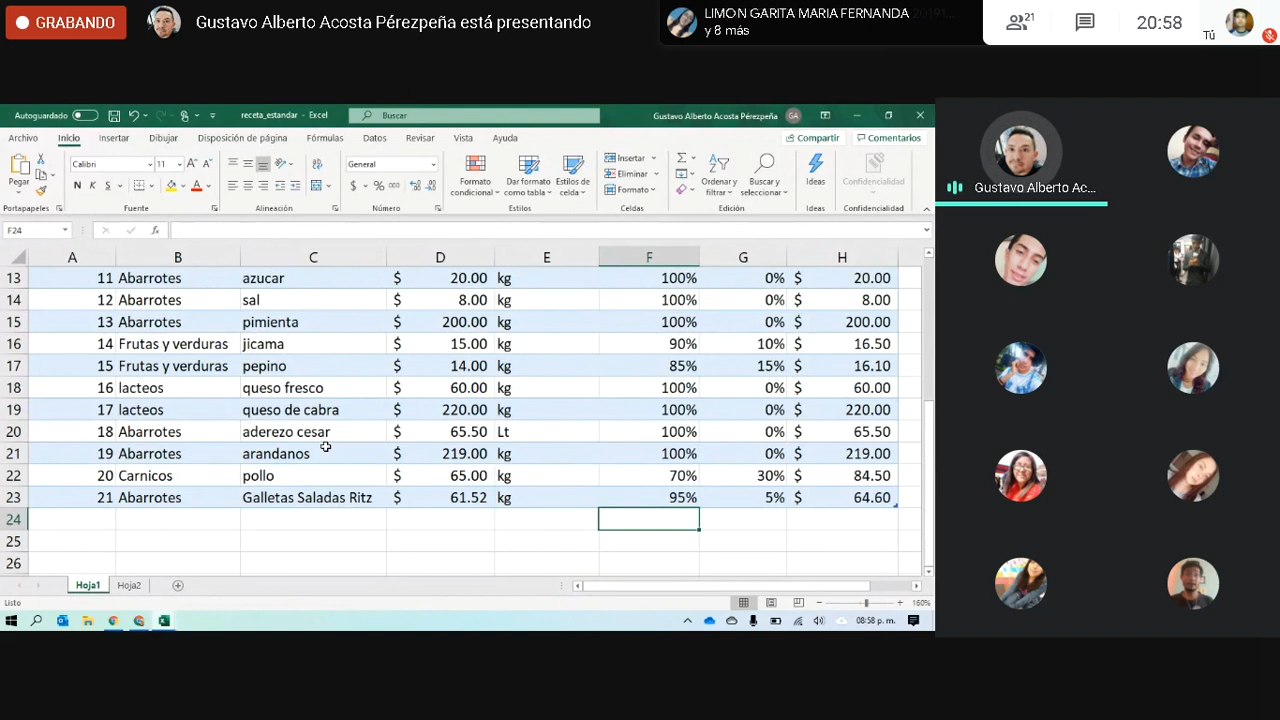 GRABANDO
Gustavo Alberto Acosta Pérezpeña está presentando
LIMON GARITA MARIA FERNANDA 20191...
y 8 más
21
20:58
Tú
Autoguardado
receta_estandar - Excel
Buscar
Gustavo Alberto Acosta Pérezpeña
GA
Archivo Inicio Insertar Dibujar Disposición de página Fórmulas Datos Revisar Vista Ayuda
Compartir
Comentarios
Pegar
Calibri 11
N K S
General
Formato condicional
Dar formato como tabla
Estilos de celda
Insertar
Eliminar
Formato
Ordenar y filtrar
Buscar y seleccionar
Ideas
Confidencialidad
Portapapeles Fuente Alineación Número Estilos Celdas Edición Ideas Confidencialidad
F24
A B C D E F G H
13 11 Abarrotes azucar $ 20.00 kg 100% 0% $ 20.00
14 12 Abarrotes sal $ 8.00 kg 100% 0% $ 8.00
15 13 Abarrotes pimienta $ 200.00 kg 100% 0% $ 200.00
16 14 Frutas y verduras jicama $ 15.00 kg 90% 10% $ 16.50
17 15 Frutas y verduras pepino $ 14.00 kg 85% 15% $ 16.10
18 16 lacteos queso fresco $ 60.00 kg 100% 0% $ 60.00
19 17 lacteos queso de cabra $ 220.00 kg 100% 0% $ 220.00
20 18 Abarrotes aderezo cesar $ 65.50 Lt 100% 0% $ 65.50
21 19 Abarrotes arandanos $ 219.00 kg 100% 0% $ 219.00
22 20 Carnicos pollo $ 65.00 kg 70% 30% $ 84.50
23 21 Abarrotes Galletas Saladas Ritz $ 61.52 kg 95% 5% $ 64.60
24
25
26
Hoja1 Hoja2
Listo
160%
08:58 p. m.
Gustavo Alberto Ac...